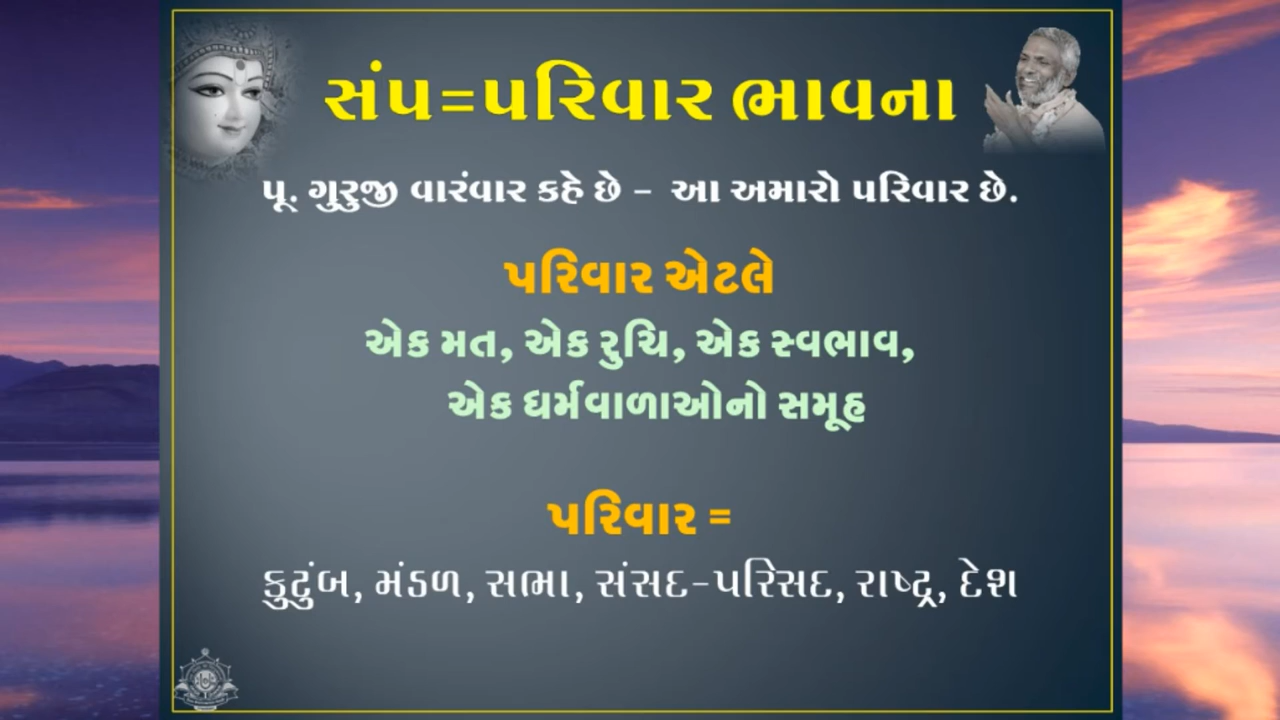 સંપ=પરિવાર ભાવના
પૂ. ગુરુજી વારંવાર કહે છે – આ અમારો પરિવાર છે.
પરિવાર એટલે
એક મત, એક રુચિ, એક સ્વભાવ,
એક ધર્મવાળાઓનો સમૂહ
પરિવાર =
કુટુંબ, મંડળ, સભા, સંસદ-પરિસદ, રાષ્ટ્ર, દેશ